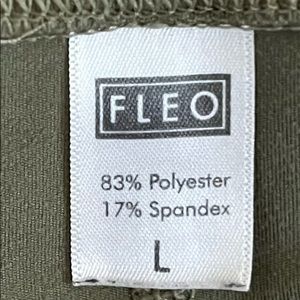 FLEO
83% Polyester
17% Spandex
L